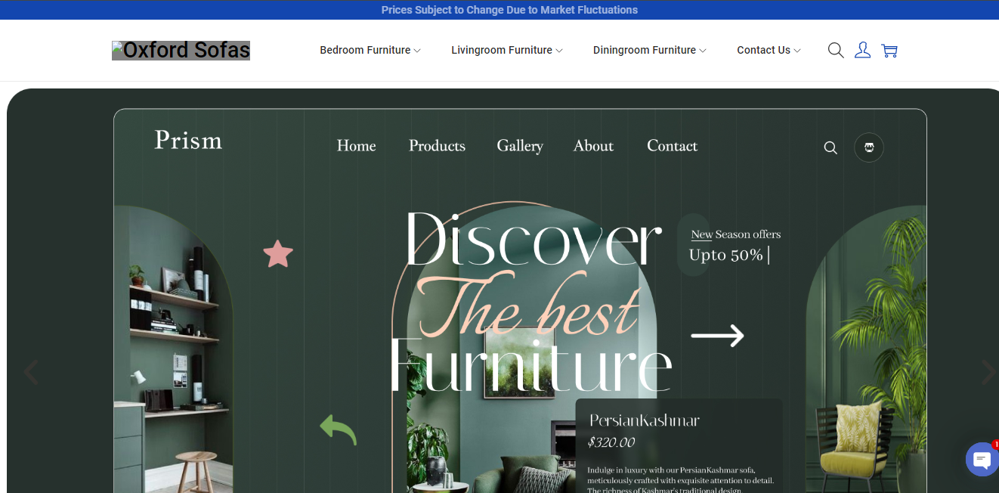 Prices Subject to Change Due to Market Fluctuations
Oxford Sofas
Bedroom Furniture
Livingroom Furniture
Diningroom Furniture
Contact Us
Prism
Home
Products
Gallery
About
Contact
Discover
The best
Furniture
New Season offers
Upto 50% |
PersianKashmar
$320.00
Indulge in luxury with our PersianKashmar sofa,
meticulously crafted with exquisite attention to detail.
The richness of Kashmar's traditional design,
1